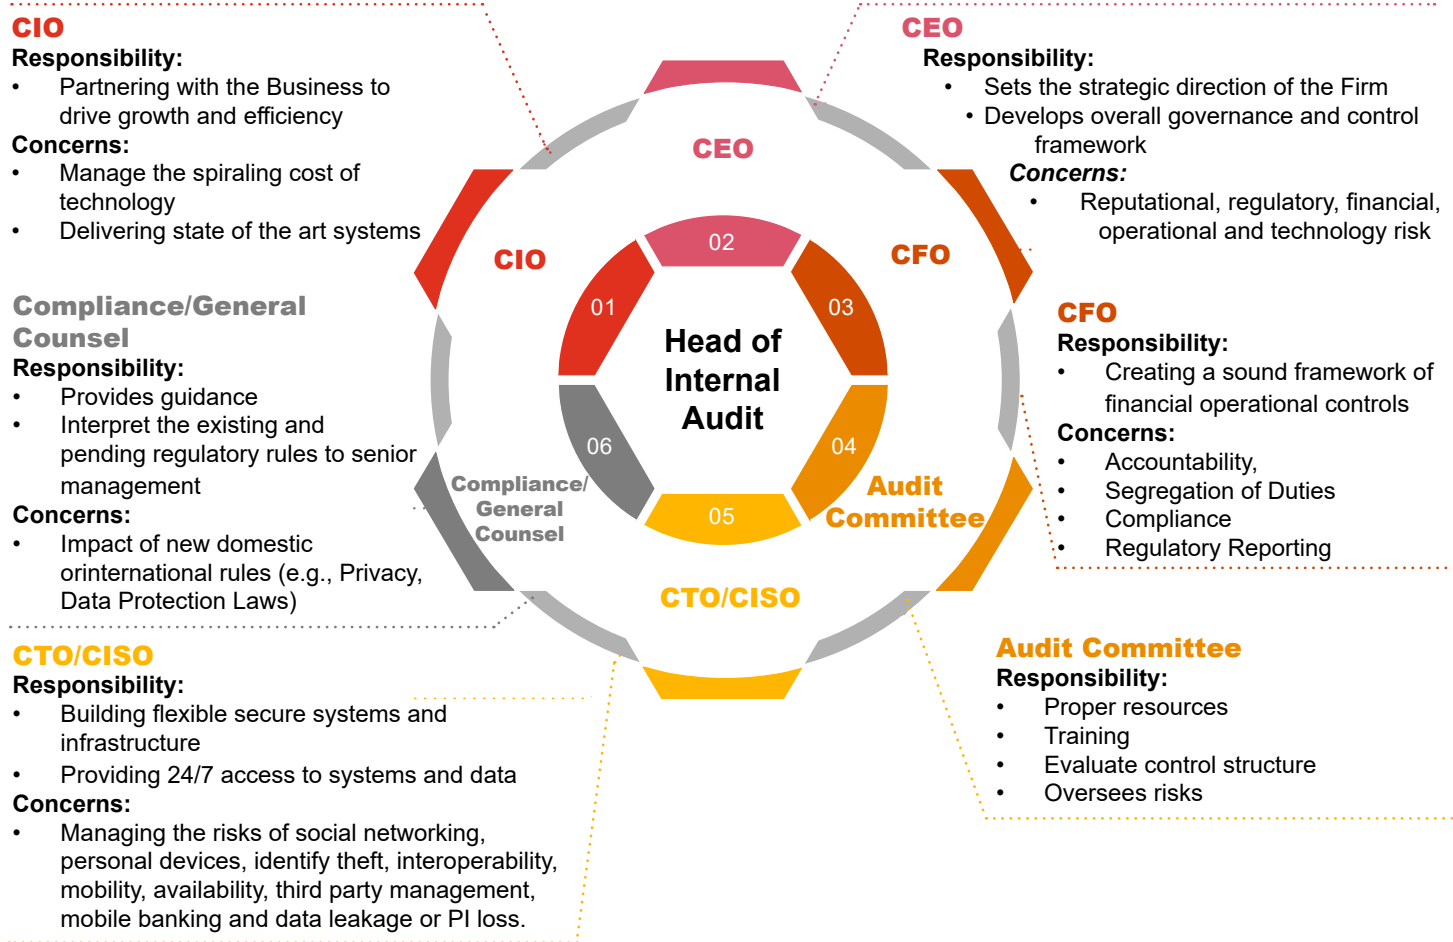 CIO
Responsibility:
• Partnering with the Business to
drive growth and efficiency
Concerns:
• Manage the spiraling cost of
technology
• Delivering state of the art systems
Compliance/General
Counsel
Responsibility:
• Provides guidance
• Interpret the existing and
pending regulatory rules to senior
management
Concerns:
• Impact of new domestic
orinternational rules (e.g., Privacy,
Data Protection Laws)
CTO/CISO
Responsibility:
• Building flexible secure systems and
infrastructure
• Providing 24/7 access to systems and data
Concerns:
• Managing the risks of social networking,
personal devices, identify theft, interoperability,
mobility, availability, third party management,
mobile banking and data leakage or PI loss.
CEO
CIO
CFO
02
01
03
Head of
Internal
Audit
06
04
05
Compliance/
General
Counsel
Audit
Committee
CTO/CISO
CEO
Responsibility:
• Sets the strategic direction of the Firm
• Develops overall governance and control
framework
Concerns:
• Reputational, regulatory, financial,
operational and technology risk
CFO
Responsibility:
• Creating a sound framework of
financial operational controls
Concerns:
• Accountability,
• Segregation of Duties
• Compliance
• Regulatory Reporting
Audit Committee
Responsibility:
• Proper resources
• Training
• Evaluate control structure
• Oversees risks